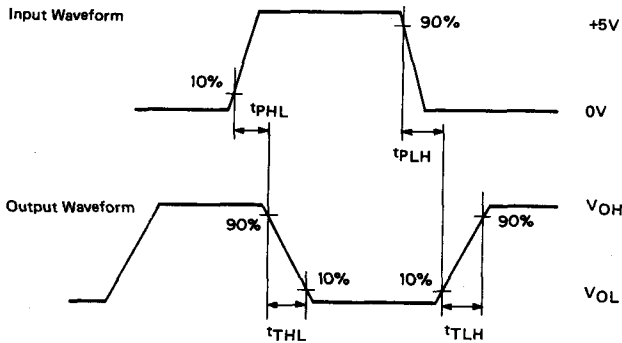 Input Waveform
90%
+5V
10%
tPHL
0V
tPLH
Output Waveform
VOH
90%
90%
10%
10%
VOL
tTHL
tTLH